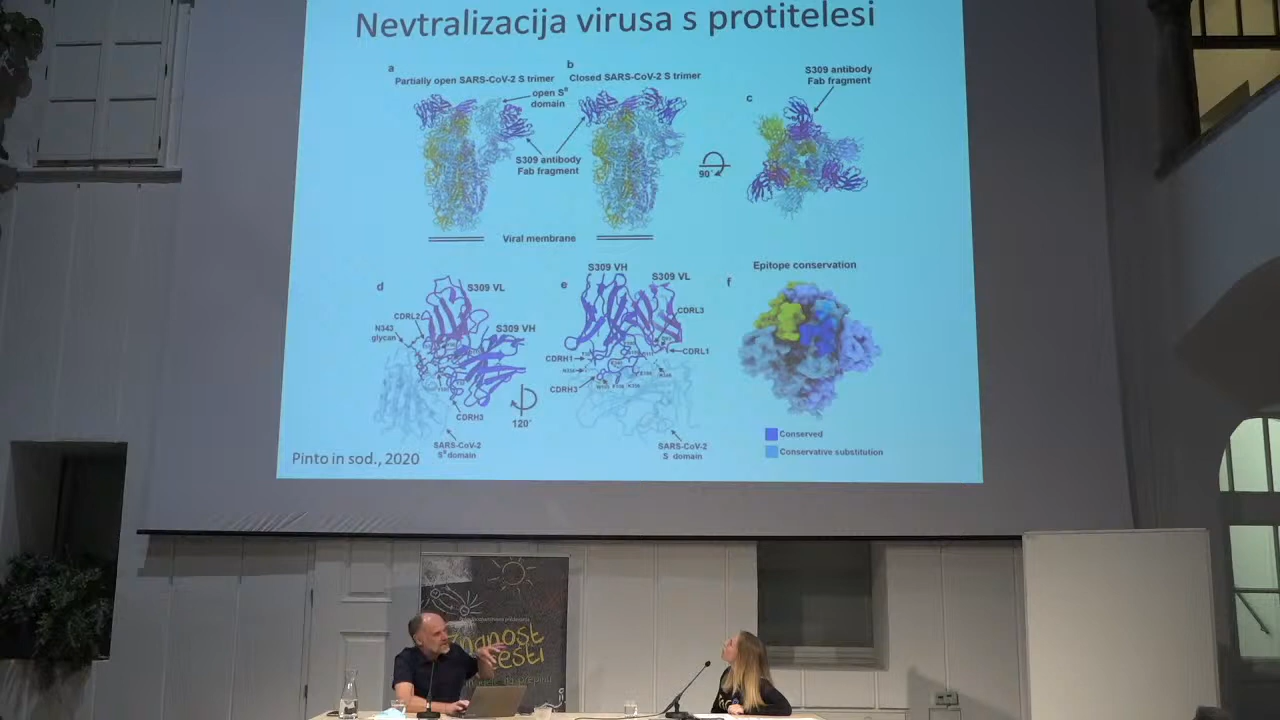 Nevtralizacija virusa s protitelesi
a
Partially open SARS-CoV-2 S trimer
open Sᴮ
domain
b
Closed SARS-CoV-2 S trimer
S309 antibody
Fab fragment
Viral membrane
90˚
c
S309 antibody
Fab fragment
d
S309 VL
CDRL2
N343
glycan
S309 VH
CDRH3
120˚
SARS-CoV-2
Sᴮ domain
e
S309 VH
S309 VL
CDRL3
CDRH1
CDRL1
CDRH3
SARS-CoV-2
S domain
f
Epitope conservation
Conserved
Conservative substitution
Pinto in sod., 2020
Znanost